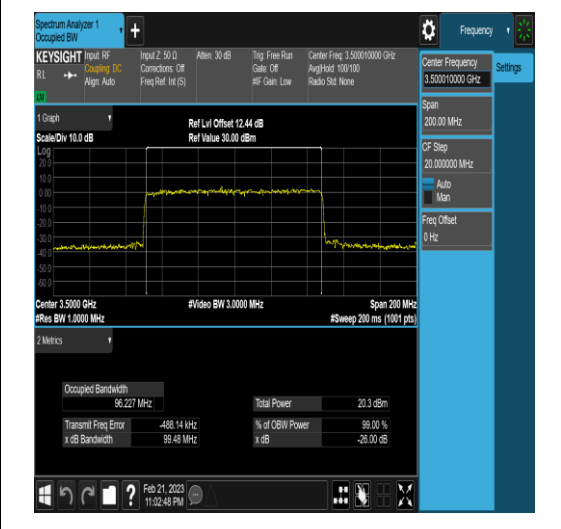 Spectrum Analyzer 1
Occupied BW
Frequency
KEYSIGHT
RL
Input: RF
Coupling: DC
Align: Auto
Input Z: 50 Ω
Corrections: Off
Freq Ref: Int (S)
Atten: 30 dB
Trig: Free Run
Gate: Off
#IF Gain: Low
Center Freq: 3.500010000 GHz
Avg|Hold: 100/100
Radio Std: None
Center Frequency
3.500010000 GHz
Settings
Span
200.00 MHz
CF Step
20.000000 MHz
Auto
Man
Freq Offset
0 Hz
1 Graph
Scale/Div 10.0 dB
Ref Lvl Offset 12.44 dB
Ref Value 30.00 dBm
Log
20.0
10.0
0.00
-10.0
-20.0
-30.0
-40.0
-50.0
-60.0
Center 3.5000 GHz
#Res BW 1.0000 MHz
#Video BW 3.0000 MHz
Span 200 MHz
#Sweep 200 ms (1001 pts)
2 Metrics
Occupied Bandwidth
96.227 MHz
Total Power 20.3 dBm
Transmit Freq Error -488.14 kHz
x dB Bandwidth 99.48 MHz
% of OBW Power 99.00 %
x dB -26.00 dB
?
Feb 21, 2023
11:02:48 PM